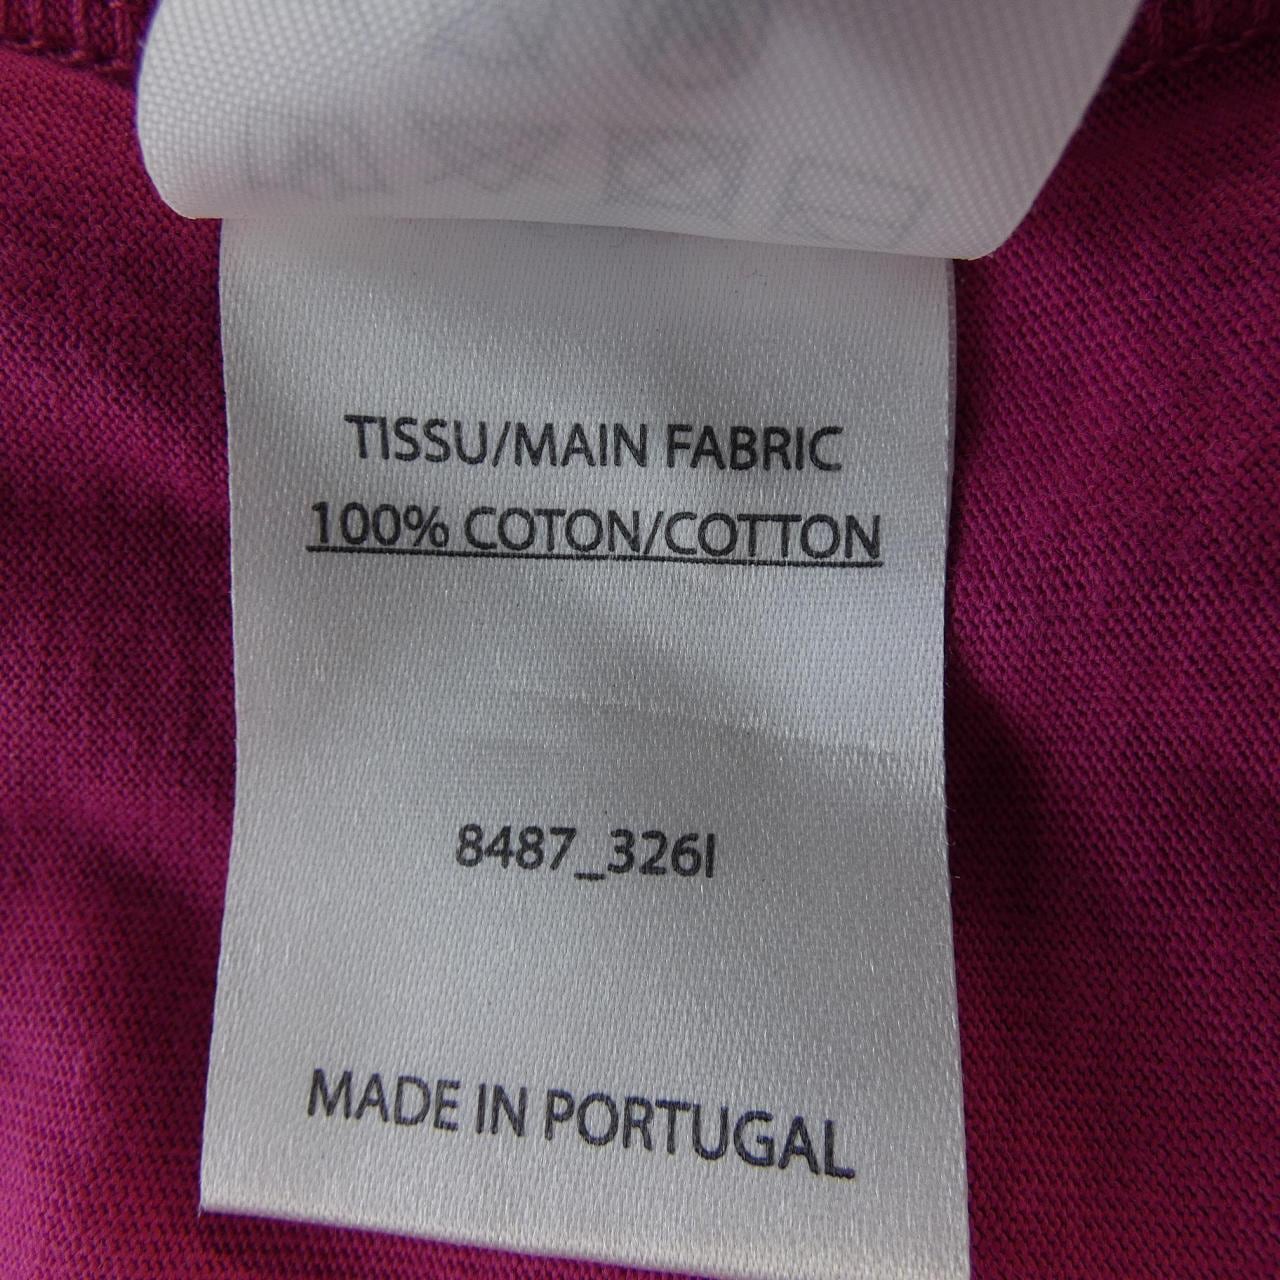 TISSU/MAIN FABRIC
100% COTON/COTTON
8487_326I
MADE IN PORTUGAL